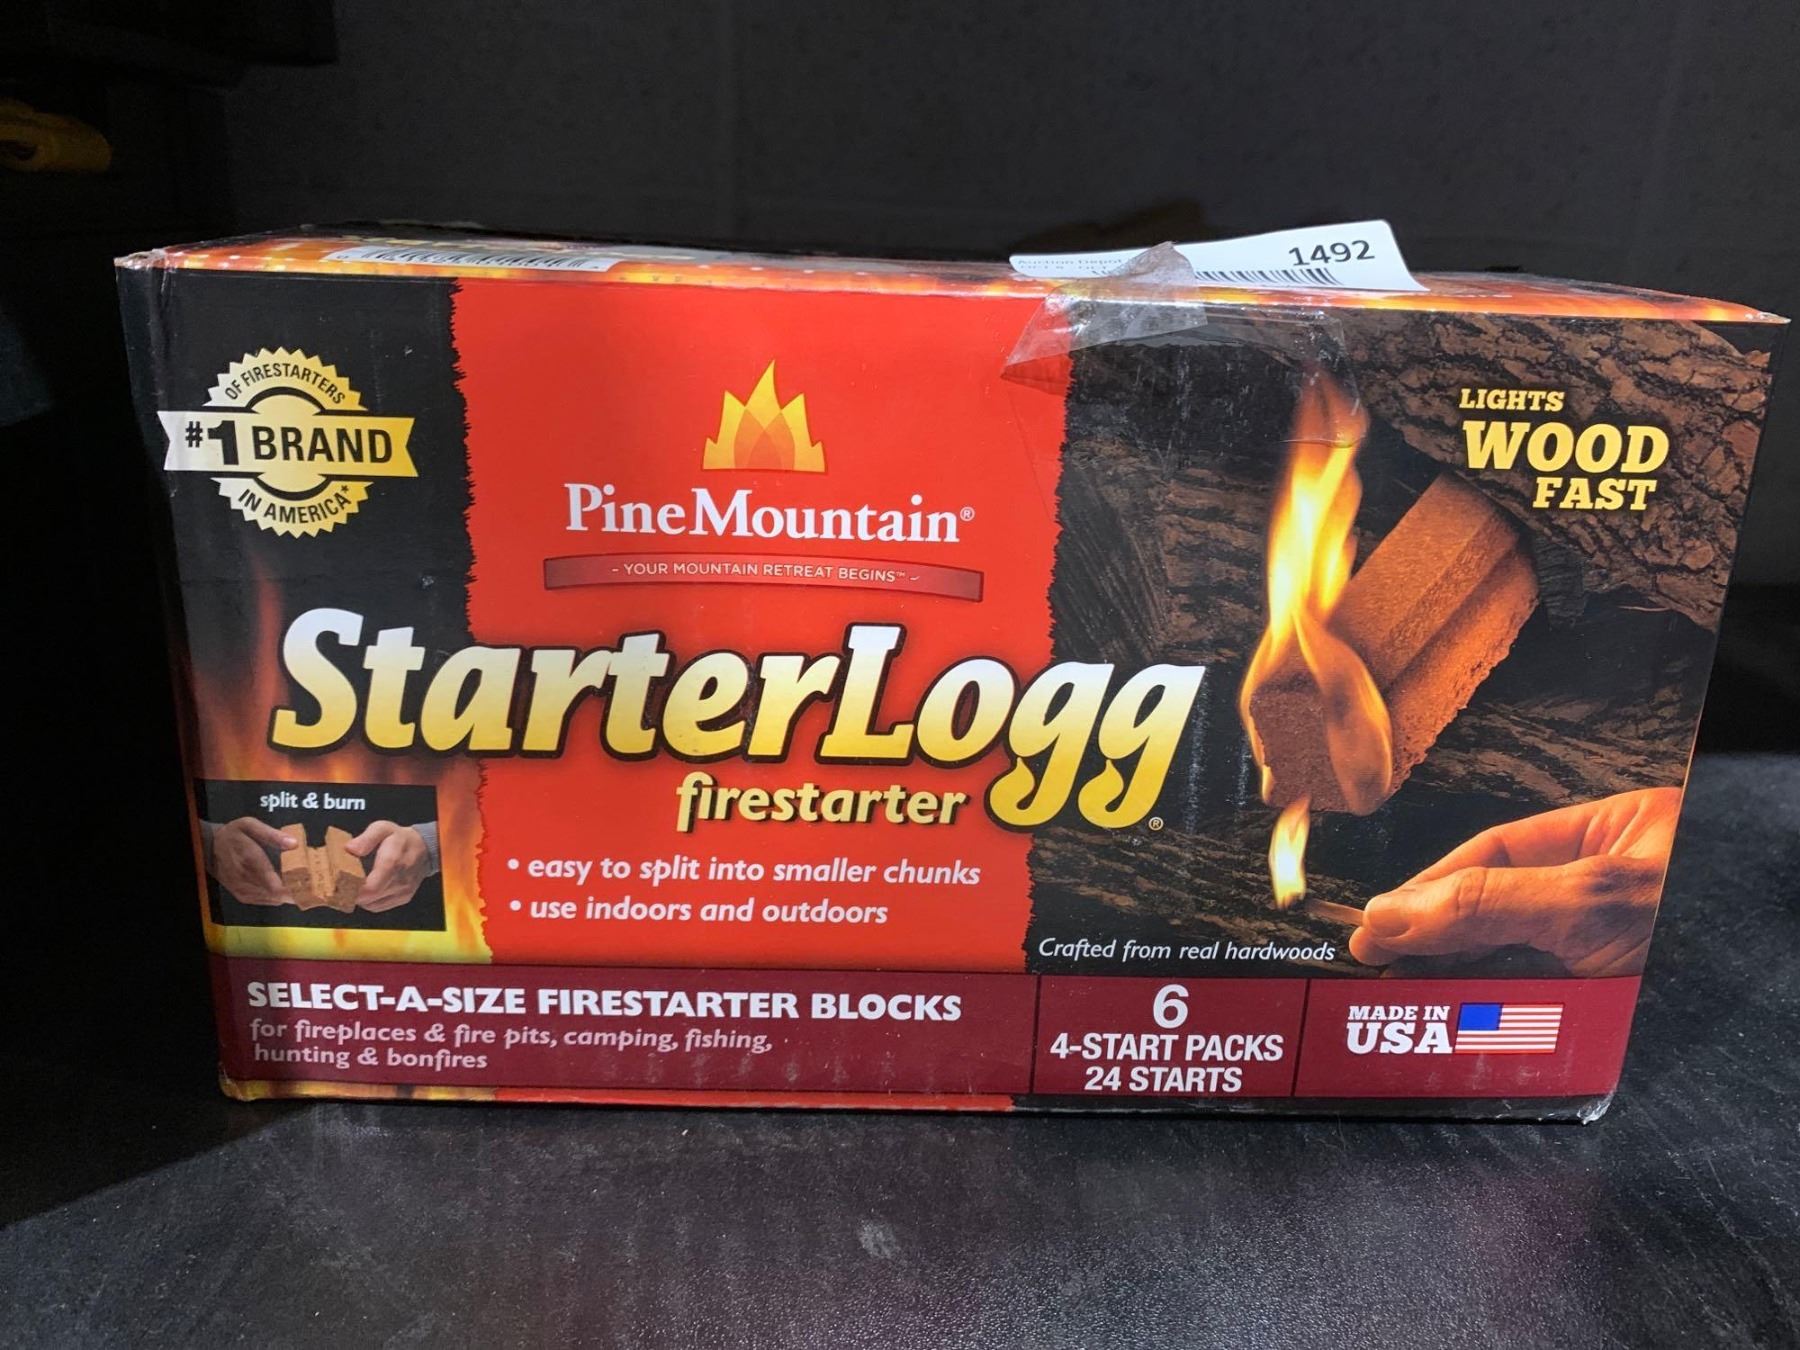 1492
Auction Depot
OF FIRESTARTERS
#1 BRAND
IN AMERICA*
LIGHTS
WOOD
FAST
PineMountain®
- YOUR MOUNTAIN RETREAT BEGINS™ -
StarterLogg®
firestarter
split & burn
• easy to split into smaller chunks
• use indoors and outdoors
Crafted from real hardwoods
SELECT-A-SIZE FIRESTARTER BLOCKS
for fireplaces & fire pits, camping, fishing,
hunting & bonfires
6
4-START PACKS
24 STARTS
MADE IN
USA